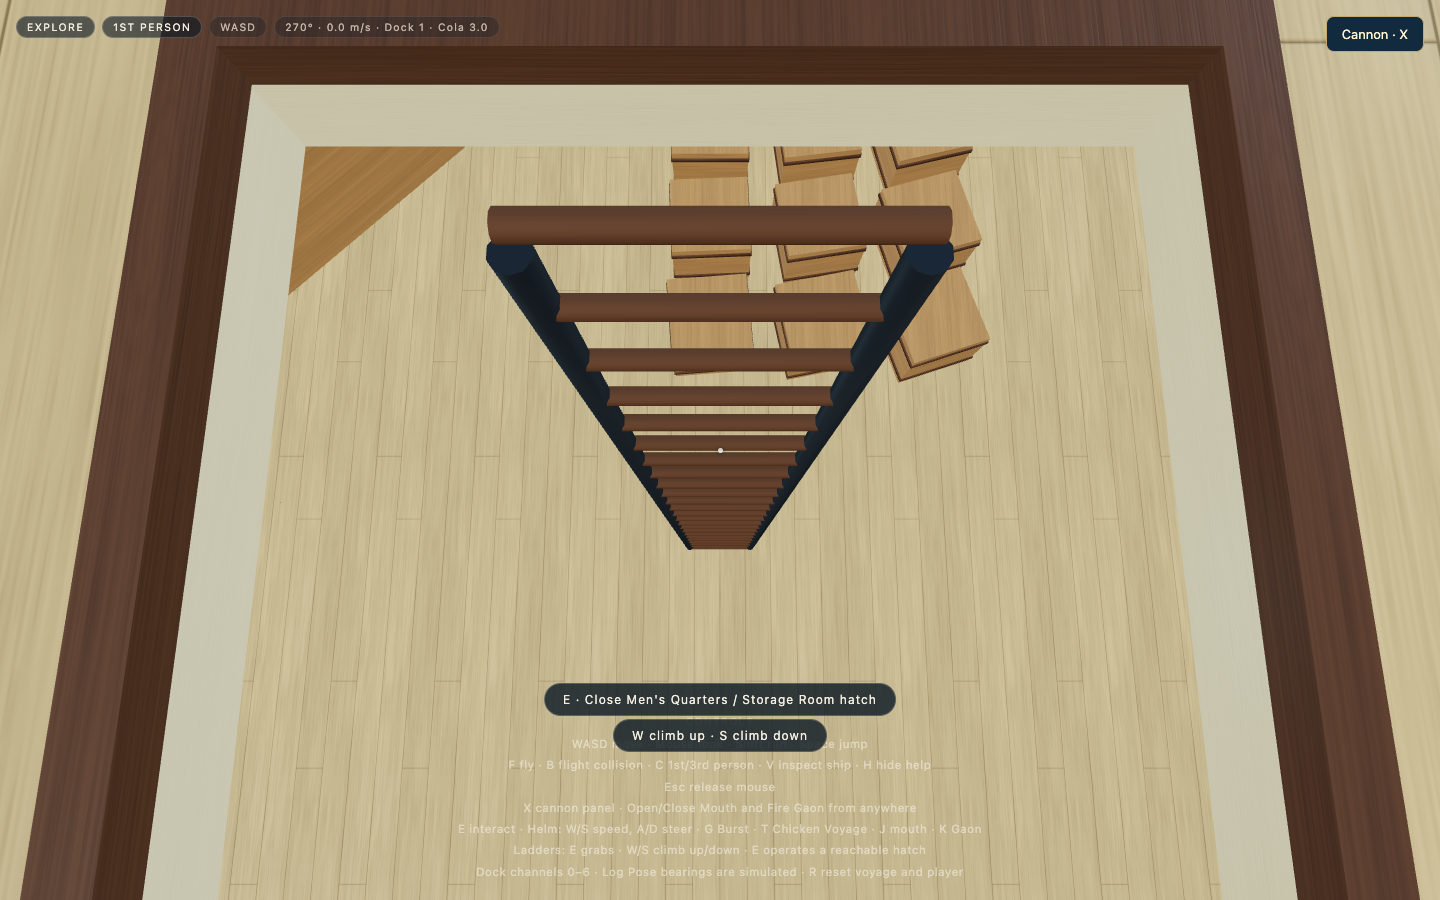 EXPLORE 1ST PERSON WASD 270° · 0.0 m/s · Dock 1 · Cola 3.0
Cannon · X
E · Close Men's Quarters / Storage Room hatch
W climb up · S climb down
WASD
ce jump
F fly · B flight collision · C 1st/3rd person · V inspect ship · H hide help
Esc release mouse
X cannon panel · Open/Close Mouth and Fire Gaon from anywhere
E interact · Helm: W/S speed, A/D steer · G Burst · T Chicken Voyage · J mouth · K Gaon
Ladders: E grabs · W/S climb up/down · E operates a reachable hatch
Dock channels 0–6 · Log Pose bearings are simulated · R reset voyage and player